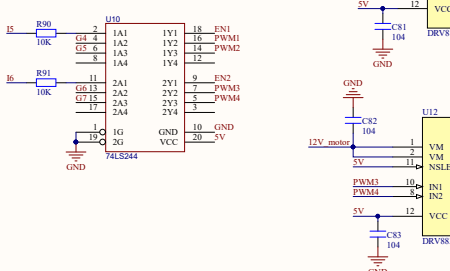 U10
I5 R90 2 1A1 1Y1 18 EN1
10K G4 4 1A2 1Y2 16 PWM1
G5 6 1A3 1Y3 14 PWM2
8 1A4 1Y4 12
I6 R91 11 2A1 2Y1 9 EN2
10K G6 13 2A2 2Y2 7 PWM3
G7 15 2A3 2Y3 5 PWM4
17 2A4 2Y4 3
1 1G GND 10 GND
19 2G VCC 20 5V
74LS244
GND
5V 12 VCC
C81
104
GND
DRV88
GND
C82
104
U12
12V_motor 1 VM
2 VM
5V 11 NSLE
PWM3 10 IN1
PWM4 8 IN2
5V 12 VCC
C83
104
DRV88
GND